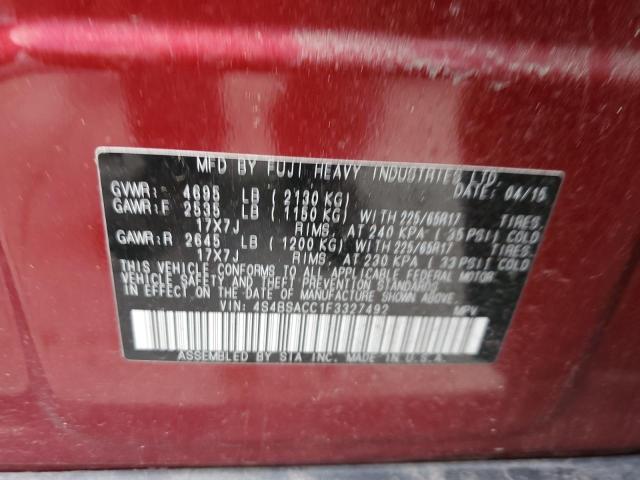 MFD BY FUJI HEAVY INDUSTRIES LTD.
DATE: 04/15
GVWR: 4695 LB (2130 KG)
GAWR:F 2535 LB (1150 KG) WITH 225/65R17 TIRES.
17X7J RIMS. AT 240 KPA (35 PSI) COLD
GAWR:R 2645 LB (1200 KG) WITH 225/65R17 TIRES.
17X7J RIMS. AT 230 KPA (33 PSI) COLD
THIS VEHICLE CONFORMS TO ALL APPLICABLE FEDERAL MOTOR
VEHICLE SAFETY AND THEFT PREVENTION STANDARDS
IN EFFECT ON THE DATE OF MANUFACTURE SHOWN ABOVE.
VIN: 4S4BSACC1F3327492 MPV
ASSEMBLED BY SIA INC. MADE IN U.S.A.